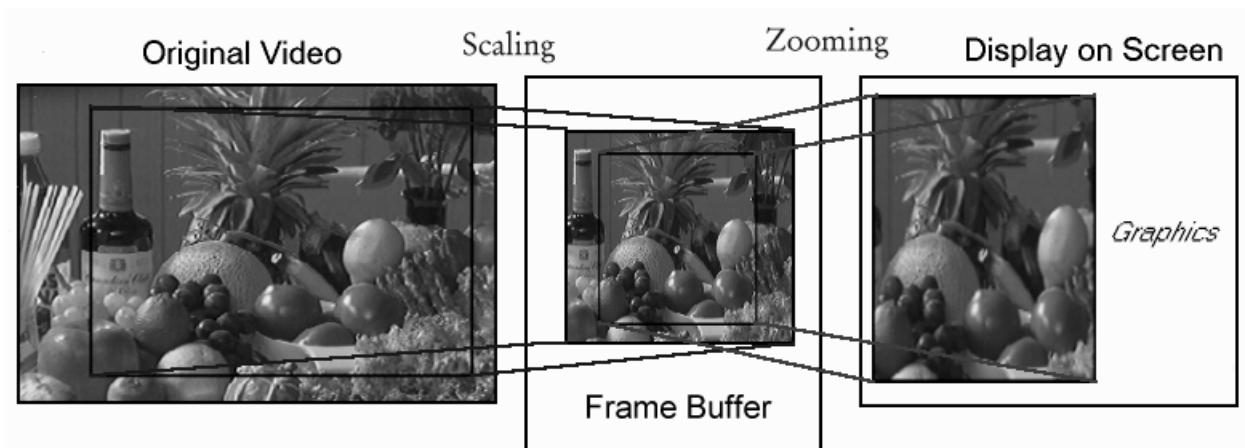 Original Video
Scaling
Zooming
Display on Screen
Graphics
Frame Buffer